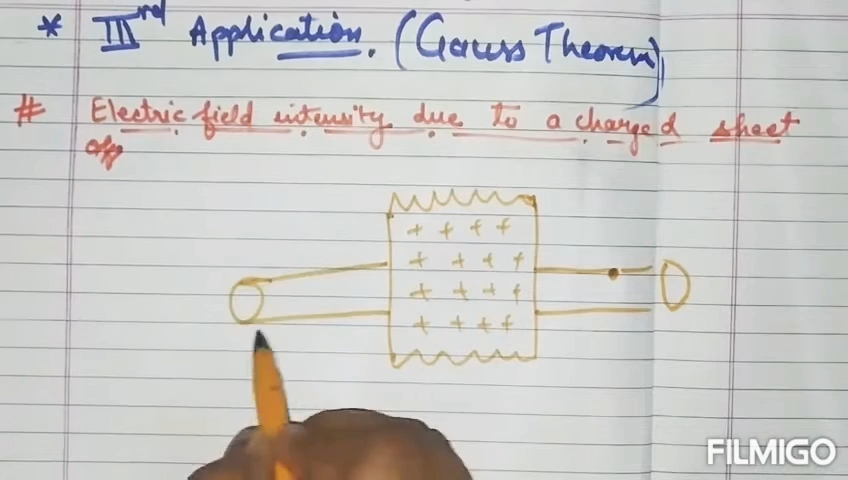 * IIIrd Application. (Gauss Theorem)
# Electric field intensity due to a charged sheet
+ + + +
+ + + +
+ + + +
+ + + +
FILMIGO